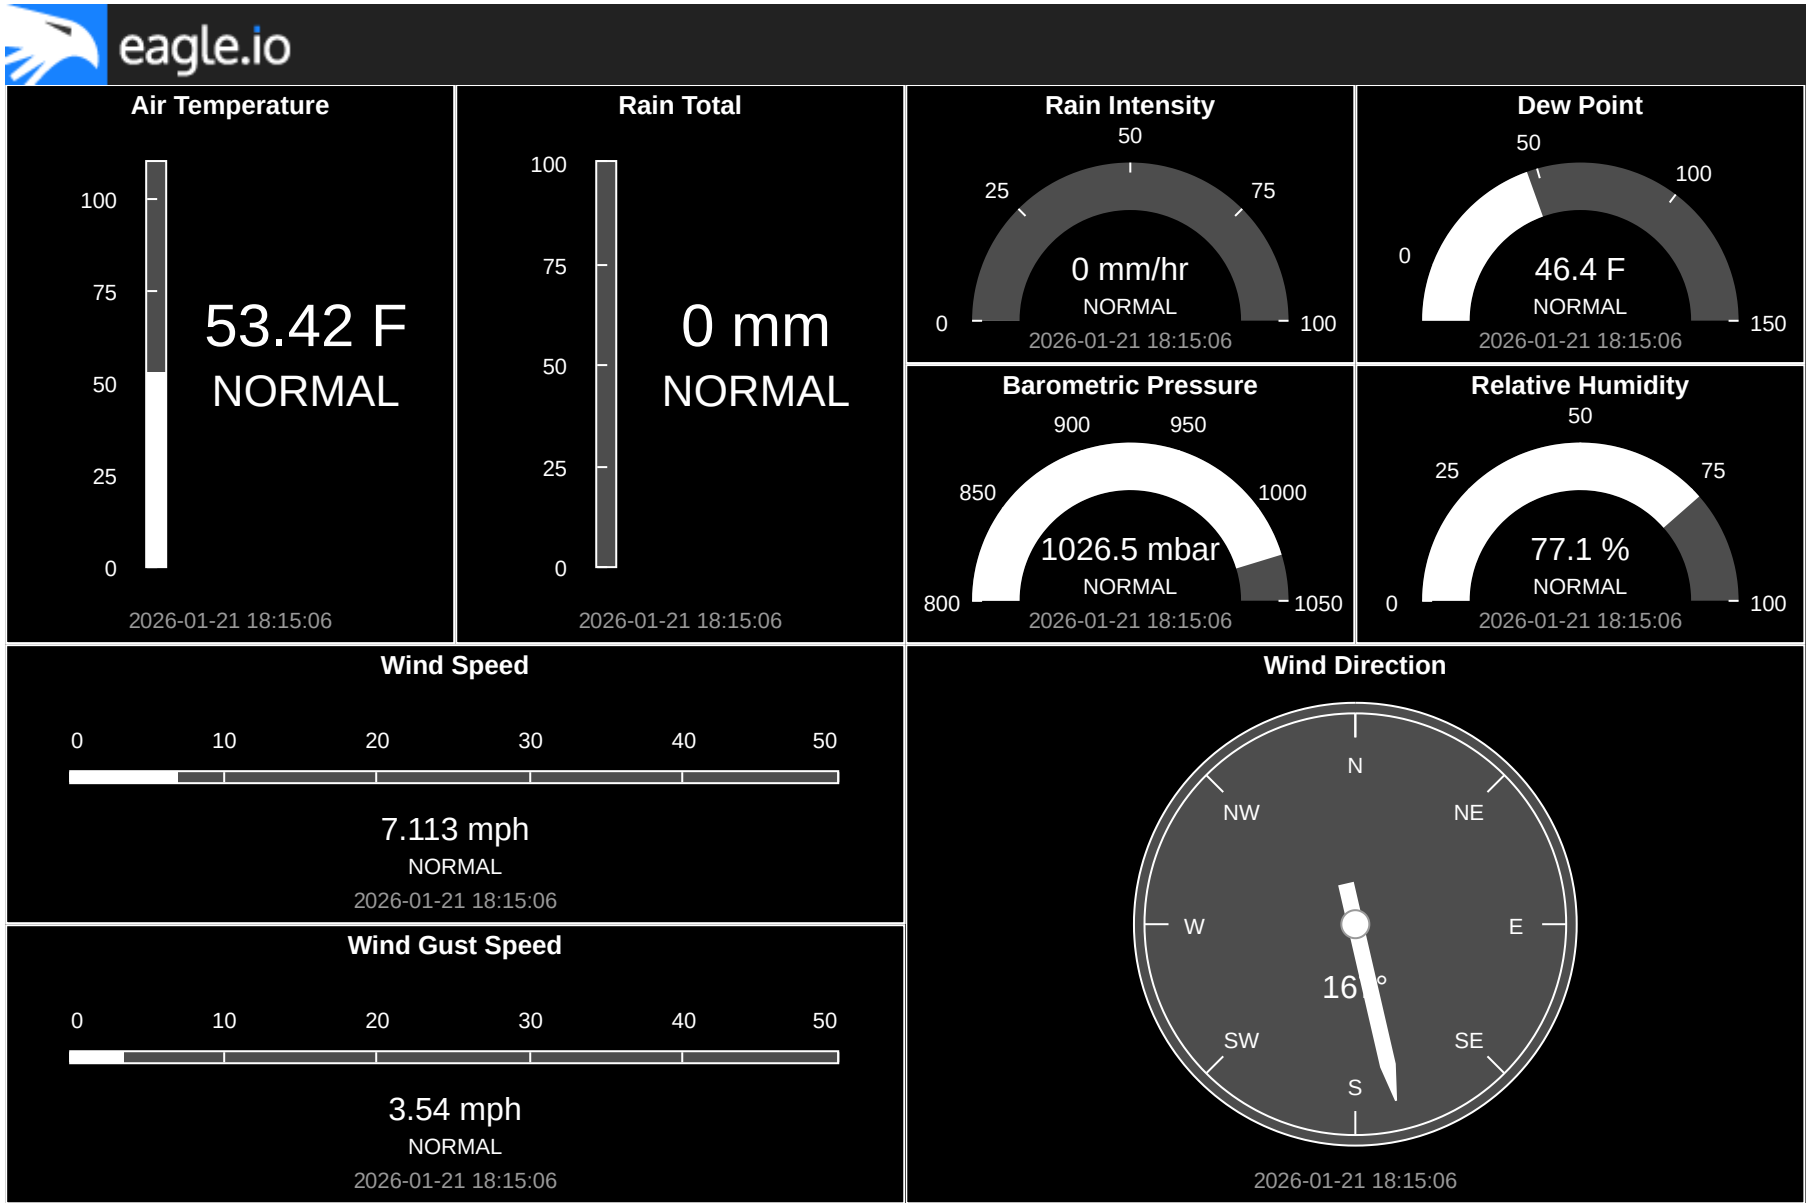 eagle.io
Air Temperature
100
75
50
25
0
53.42 F
NORMAL
2026-01-21 18:15:06
Rain Total
100
75
50
25
0
0 mm
NORMAL
2026-01-21 18:15:06
Rain Intensity
50
25
75
0
100
0 mm/hr
NORMAL
2026-01-21 18:15:06
Dew Point
50
100
0
150
46.4 F
NORMAL
2026-01-21 18:15:06
Barometric Pressure
900 950
850 1000
800 1050
1026.5 mbar
NORMAL
2026-01-21 18:15:06
Relative Humidity
50
25 75
0 100
77.1 %
NORMAL
2026-01-21 18:15:06
Wind Speed
0 10 20 30 40 50
7.113 mph
NORMAL
2026-01-21 18:15:06
Wind Gust Speed
0 10 20 30 40 50
3.54 mph
NORMAL
2026-01-21 18:15:06
Wind Direction
N
NW NE
W E
SW SE
S
2026-01-21 18:15:06